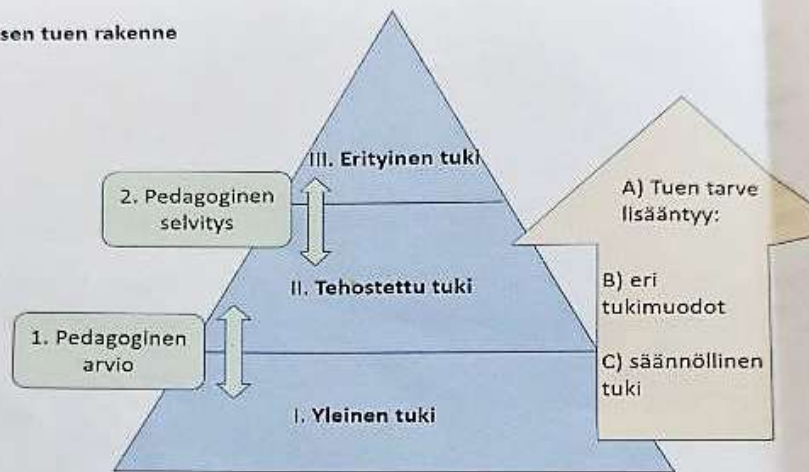 sen tuen rakenne
III. Erityinen tuki
2. Pedagoginen
selvitys
II. Tehostettu tuki
1. Pedagoginen
arvio
I. Yleinen tuki
A) Tuen tarve
lisääntyy:
B) eri
tukimuodot
C) säännöllinen
tuki